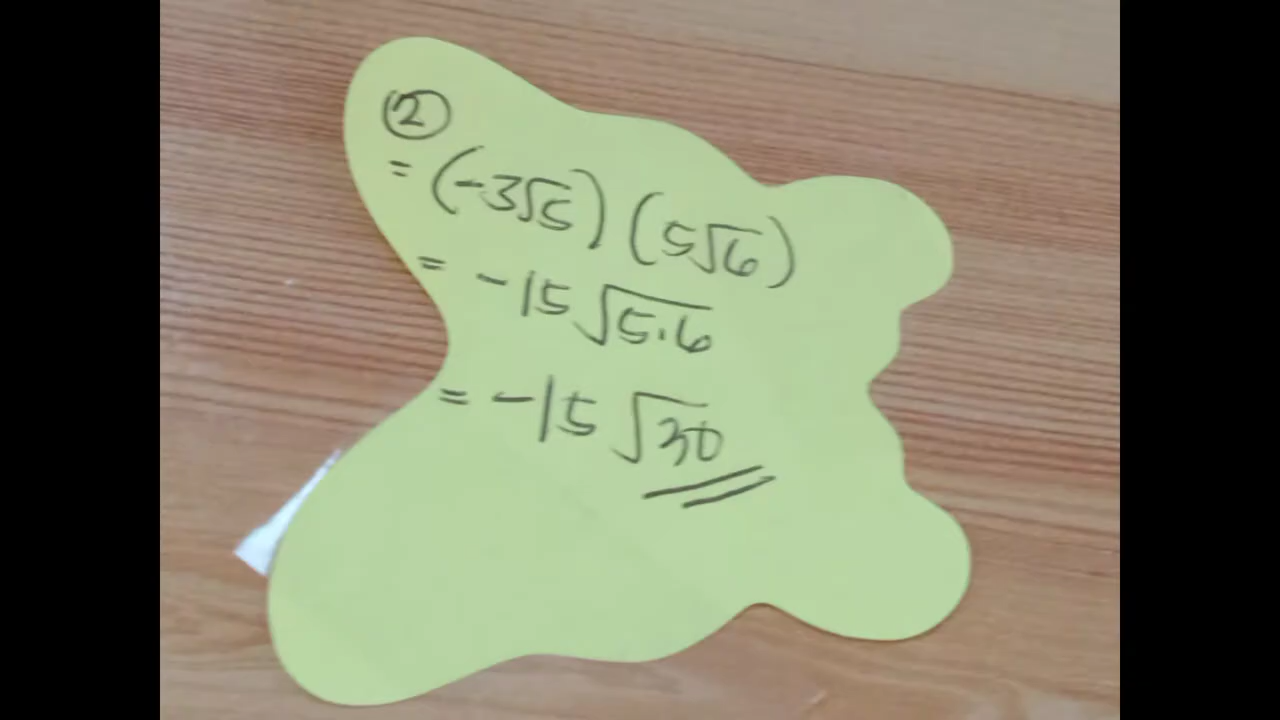 ②
= (-3√5) (5√6)
= -15 √5·6
= -15 √30